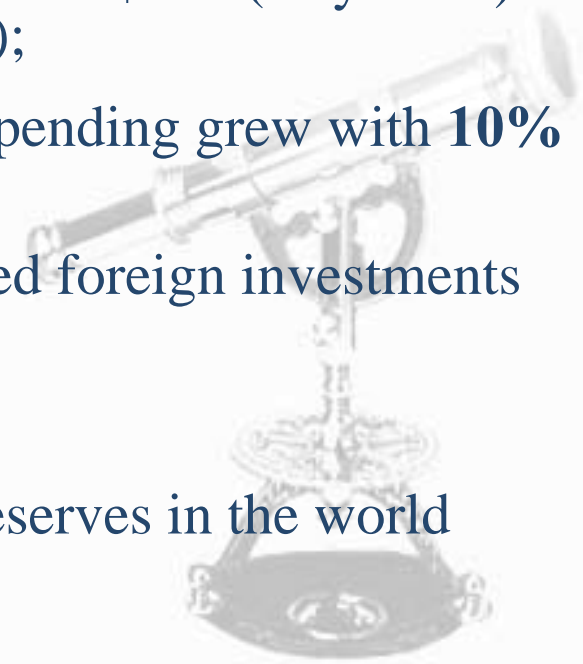 );
pending grew with 10%
ed foreign investments
eserves in the world